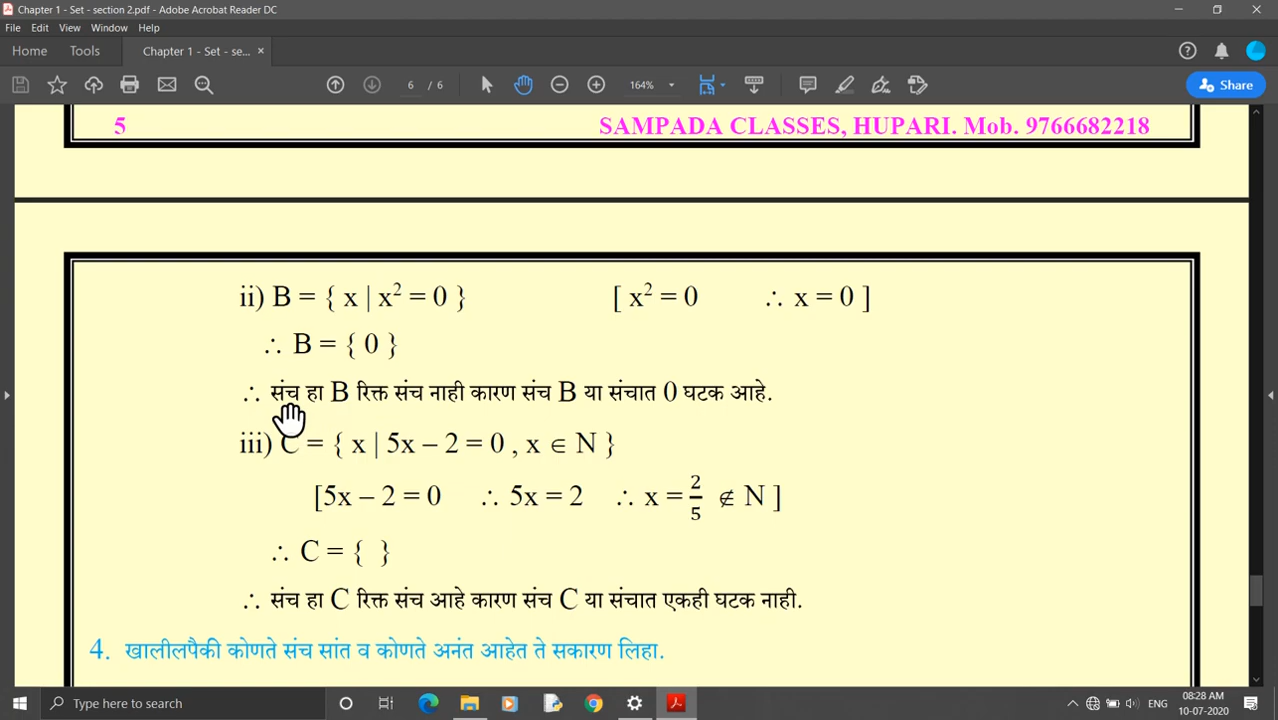 Chapter 1 - Set - section 2.pdf - Adobe Acrobat Reader DC
File Edit View Window Help
Home Tools Chapter 1 - Set - se... ×
6 / 6 164% Share
5 SAMPADA CLASSES, HUPARI. Mob. 9766682218
ii) B = { x | x² = 0 } [ x² = 0 ∴ x = 0 ]
∴ B = { 0 }
∴ संच हा B रिक्त संच नाही कारण संच B या संचात 0 घटक आहे.
iii) C = { x | 5x – 2 = 0 , x ∈ N }
[5x – 2 = 0 ∴ 5x = 2 ∴ x = 2/5 ∉ N ]
∴ C = { }
∴ संच हा C रिक्त संच आहे कारण संच C या संचात एकही घटक नाही.
4. खालीलपैकी कोणते संच सांत व कोणते अनंत आहेत ते सकारण लिहा.
Type here to search
ENG 08:28 AM
10-07-2020